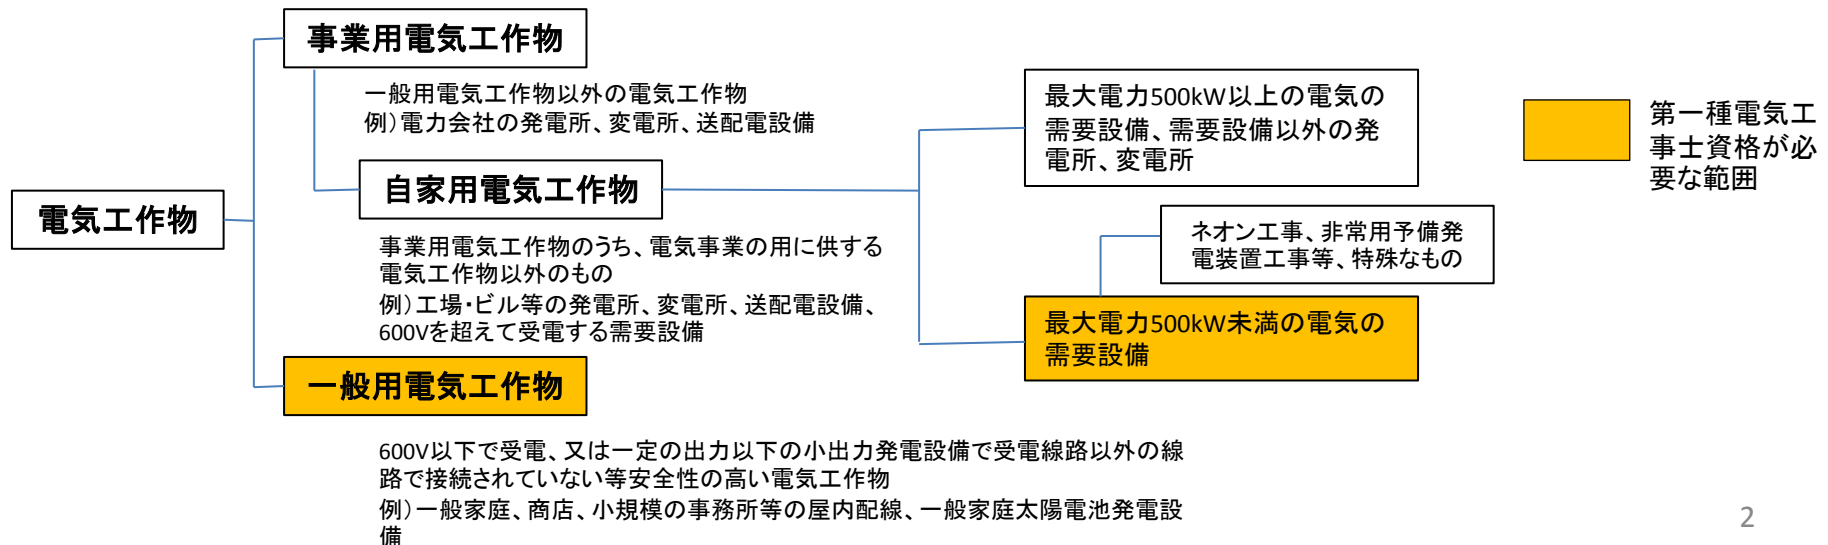 事業用電気工作物
一般用電気工作物以外の電気工作物
例)電力会社の発電所、変電所、送配電設備
自家用電気工作物
電気工作物
事業用電気工作物のうち、電気事業の用に供する
電気工作物以外のもの
例)工場・ビル等の発電所、変電所、送配電設備、
600Vを超えて受電する需要設備
一般用電気工作物
600V以下で受電、又は一定の出力以下の小出力発電設備で受電線路以外の線
路で接続されていない等安全性の高い電気工作物
例)一般家庭、商店、小規模の事務所等の屋内配線、一般家庭太陽電池発電設
備
最大電力500kW以上の電気の
需要設備、需要設備以外の発
電所、変電所
ネオン工事、非常用予備発
電装置工事等、特殊なもの
最大電力500kW未満の電気の
需要設備
第一種電気工
事士資格が必
要な範囲
2